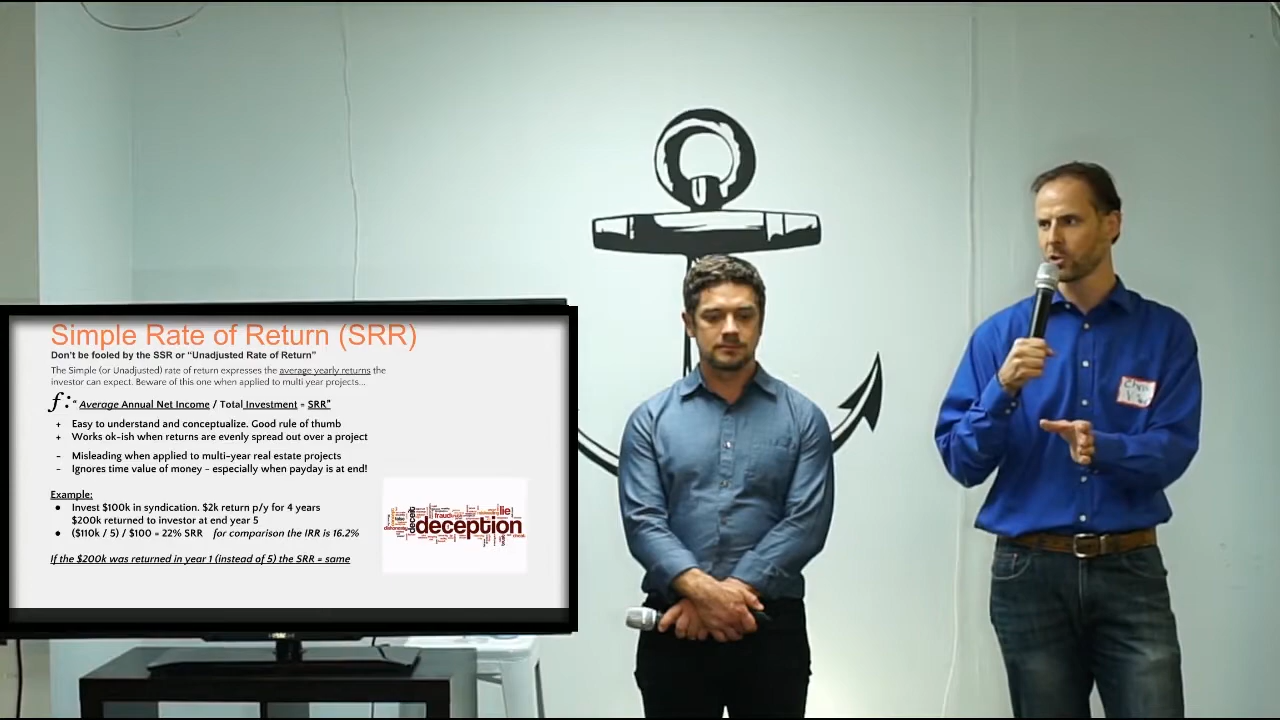 Simple Rate of Return (SRR)
Don't be fooled by the SSR or “Unadjusted Rate of Return”
The Simple (or Unadjusted) rate of return expresses the average yearly returns the
investor can expect. Beware of this one when applied to multi year projects...
f: “ Average Annual Net Income / Total Investment = SRR”
+ Easy to understand and conceptualize. Good rule of thumb
+ Works ok-ish when returns are evenly spread out over a project
- Misleading when applied to multi-year real estate projects
- Ignores time value of money - especially when payday is at end!
Example:
● Invest $100k in syndication. $2k return p/y for 4 years
$200k returned to investor at end year 5
● ($110k / 5) / $100 = 22% SRR for comparison the IRR is 16.2%
If the $200k was returned in year 1 (instead of 5) the SRR = same
deceit
fraud
lie
deception
Chris